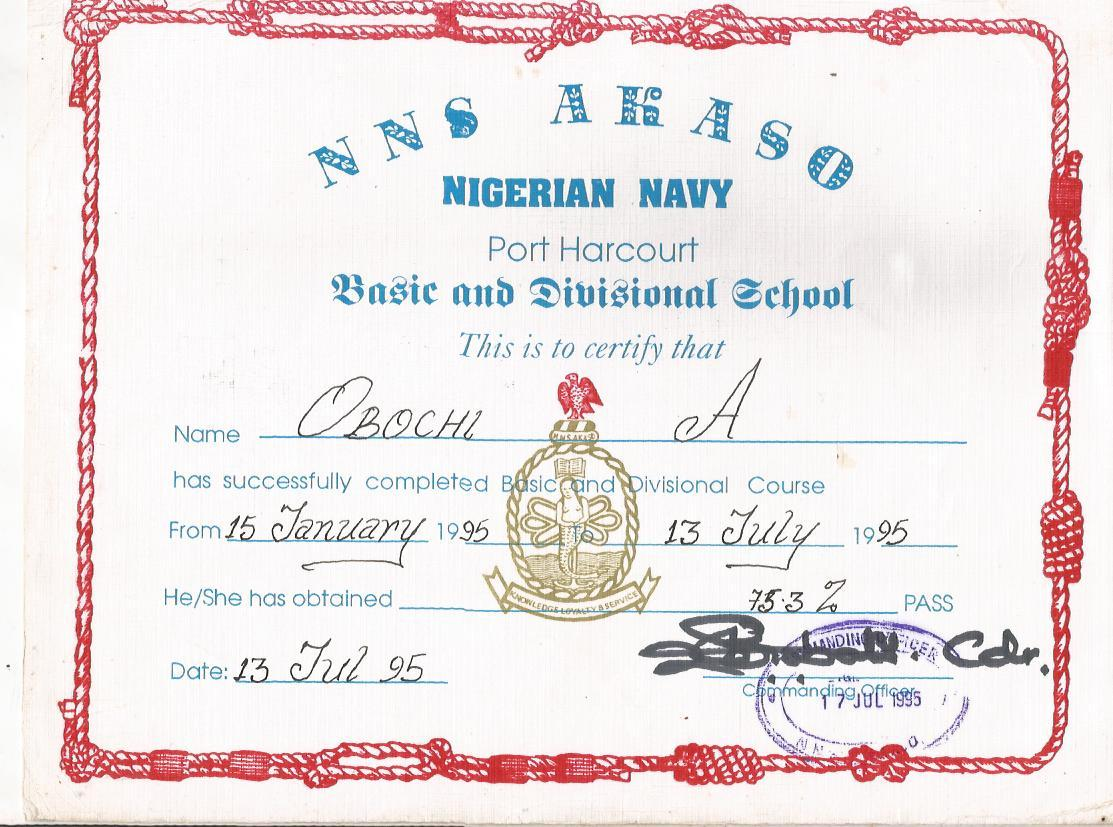 NNS AKASO
NIGERIAN NAVY
Port Harcourt
Basic and Divisional School
This is to certify that
Name OBOCHI A
NNS AKASO
has successfully completed Basic and Divisional Course
From 15 January 1995 To 13 July 1995
KNOWLEDGE LOYALTY & SERVICE
He/She has obtained 75.3 % PASS
Cdr.
Date: 13 Jul 95
Commanding Officer
17 JUL 1995